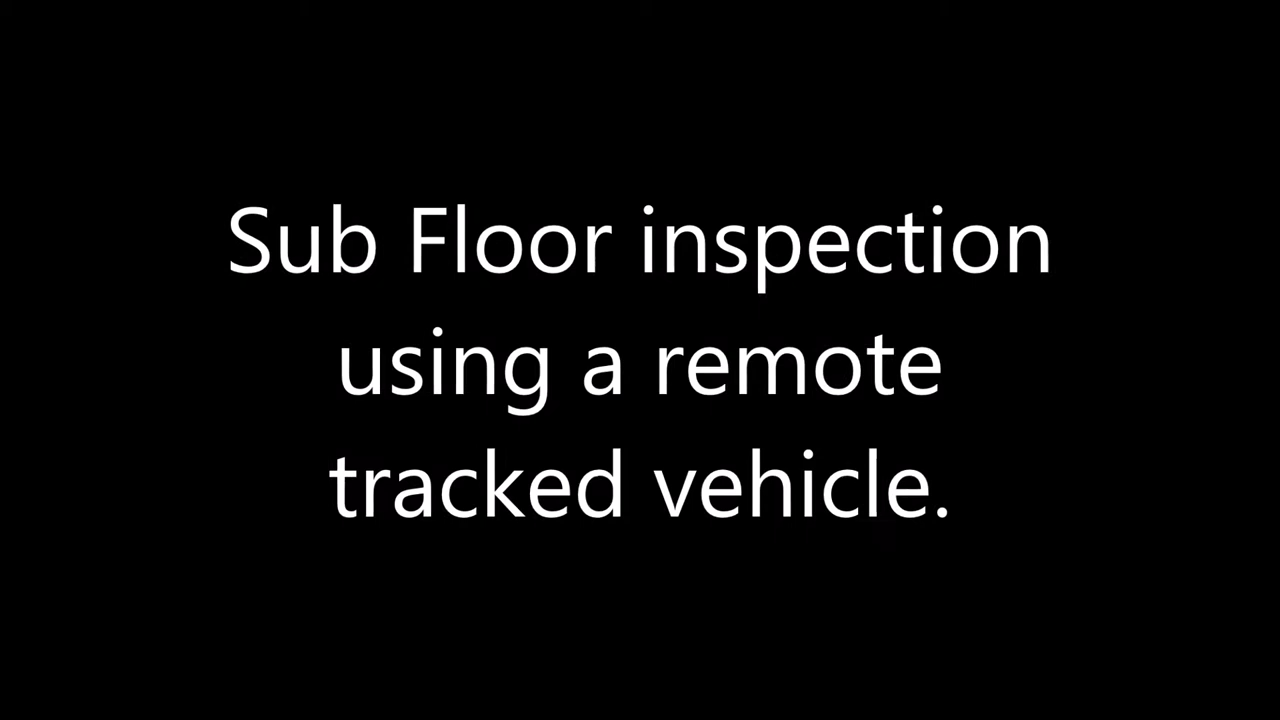 Sub Floor inspection
using a remote
tracked vehicle.